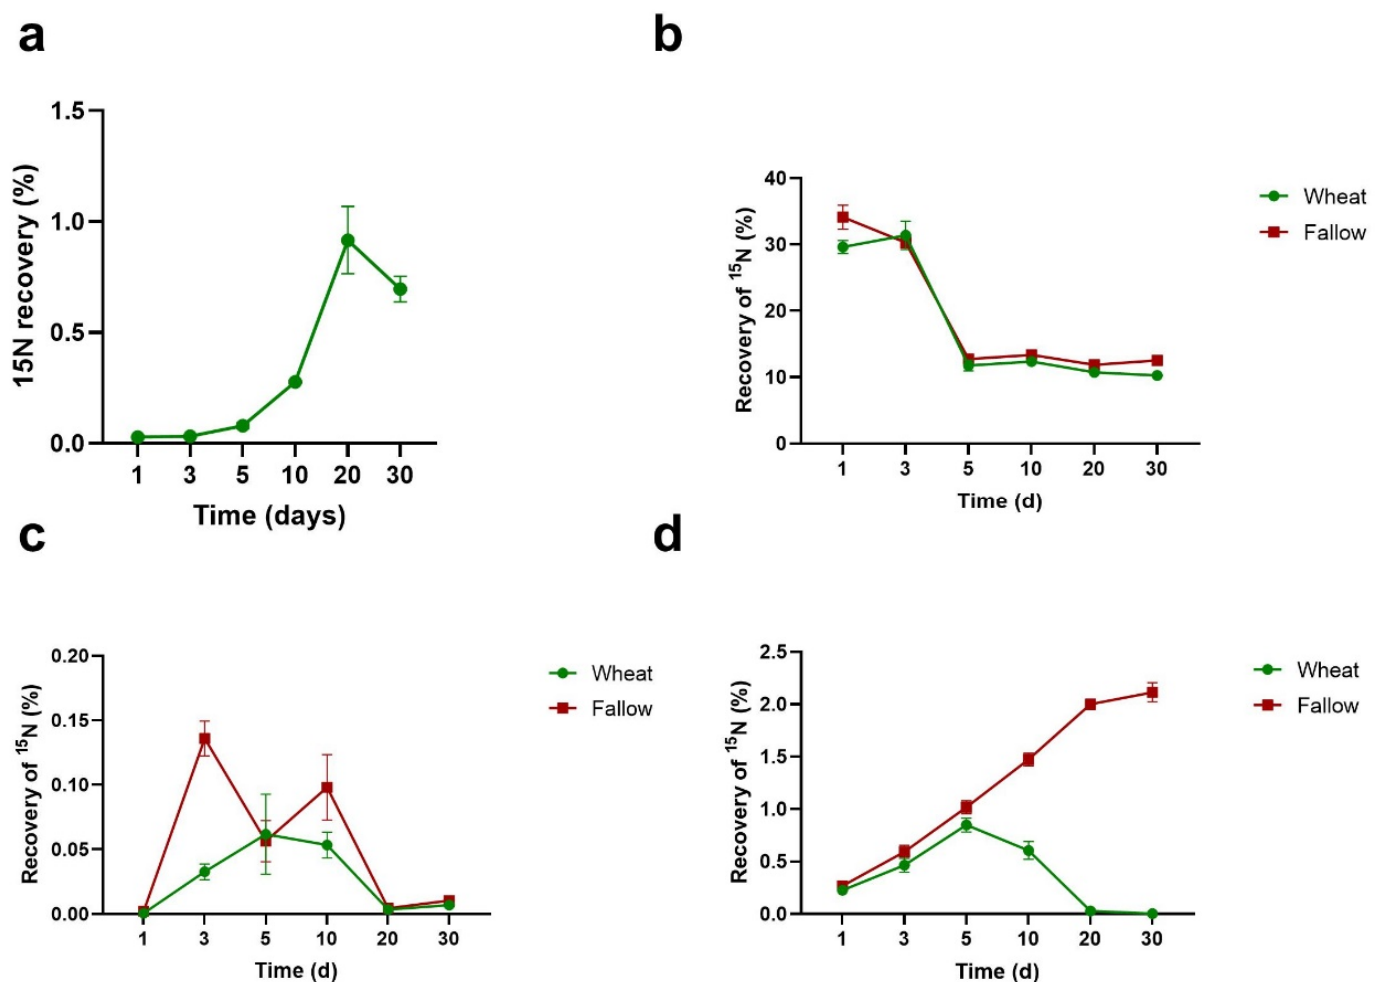 a
1.5
1.0
0.5
0.0
15N recovery (%)
1 3 5 10 20 30
Time (days)
b
40
30
20
10
0
Recovery of ¹⁵N (%)
1 3 5 10 20 30
Time (d)
Wheat
Fallow
c
0.20
0.15
0.10
0.05
0.00
Recovery of ¹⁵N (%)
1 3 5 10 20 30
Time (d)
Wheat
Fallow
d
2.5
2.0
1.5
1.0
0.5
0.0
Recovery of ¹⁵N (%)
1 3 5 10 20 30
Time (d)
Wheat
Fallow